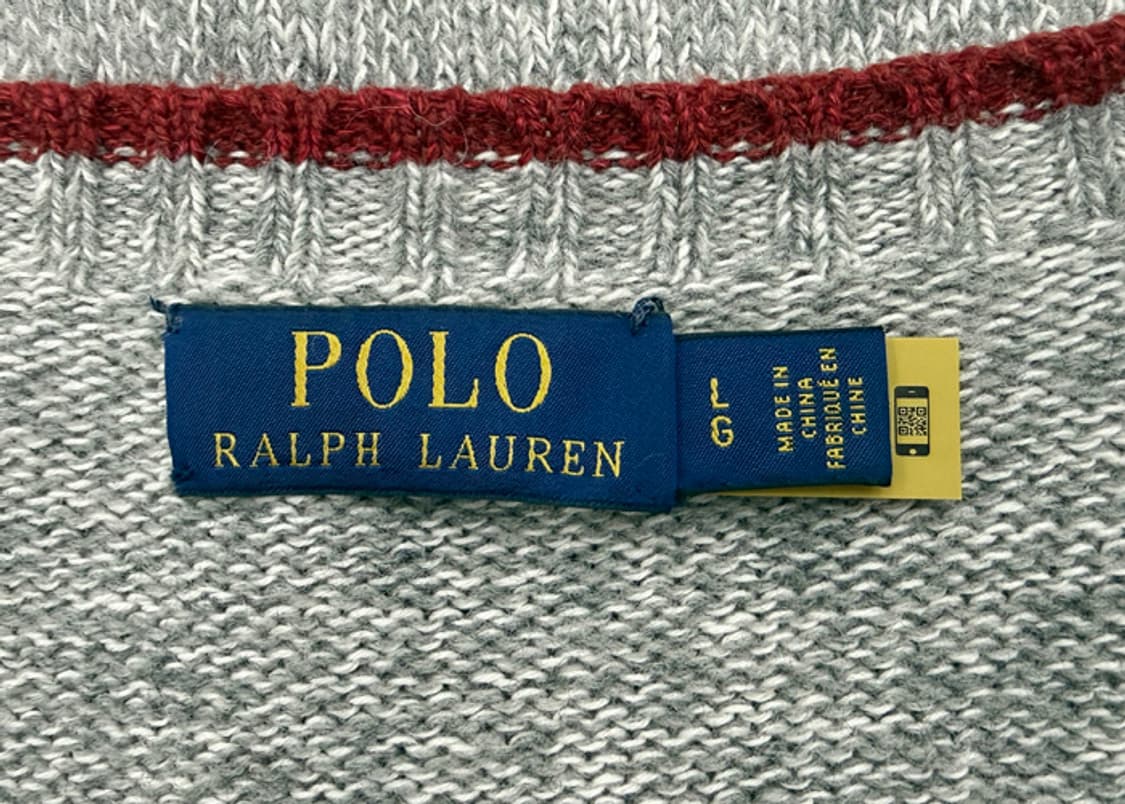 POLO
RALPH LAUREN
L
G
MADE IN
CHINA
FABRIQUÉ EN
CHINE